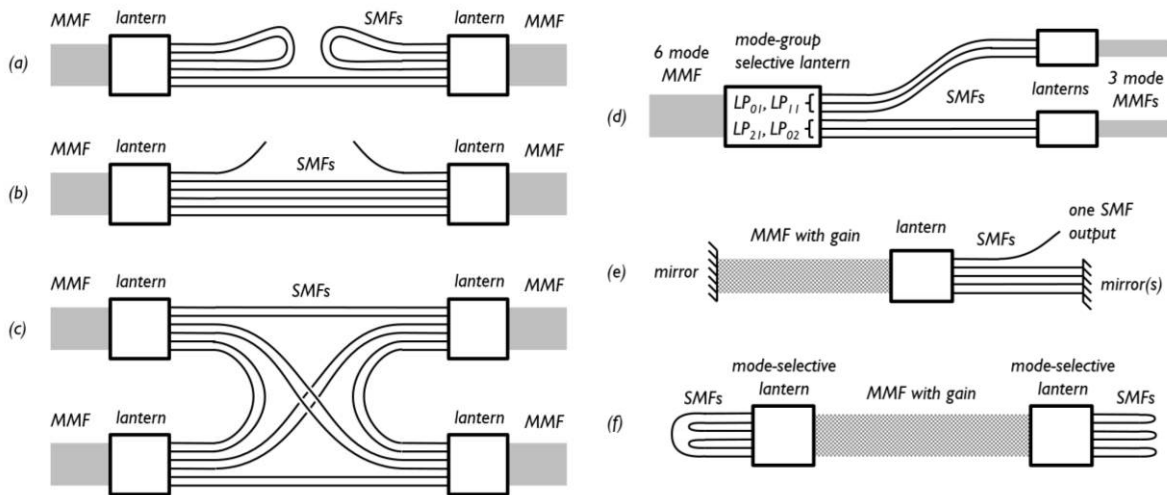 MMF lantern SMFs lantern MMF
(a)
MMF lantern lantern MMF
SMFs
(b)
MMF lantern SMFs lantern MMF
(c)
MMF lantern lantern MMF
6 mode
MMF
mode-group
selective lantern
LP01, LP11
LP21, LP02
SMFs
lanterns
3 mode
MMFs
(d)
one SMF
output
lantern
MMF with gain
SMFs
(e)
mirror
mirror(s)
mode-selective
lantern
mode-selective
lantern
SMFs
MMF with gain
SMFs
(f)